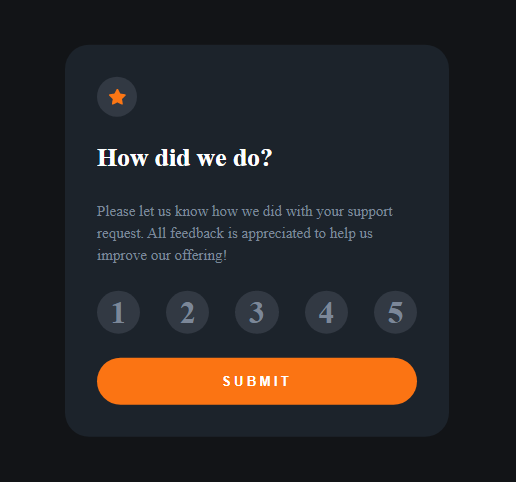 How did we do?
Please let us know how we did with your support
request. All feedback is appreciated to help us
improve our offering!
1 2 3 4 5
SUBMIT